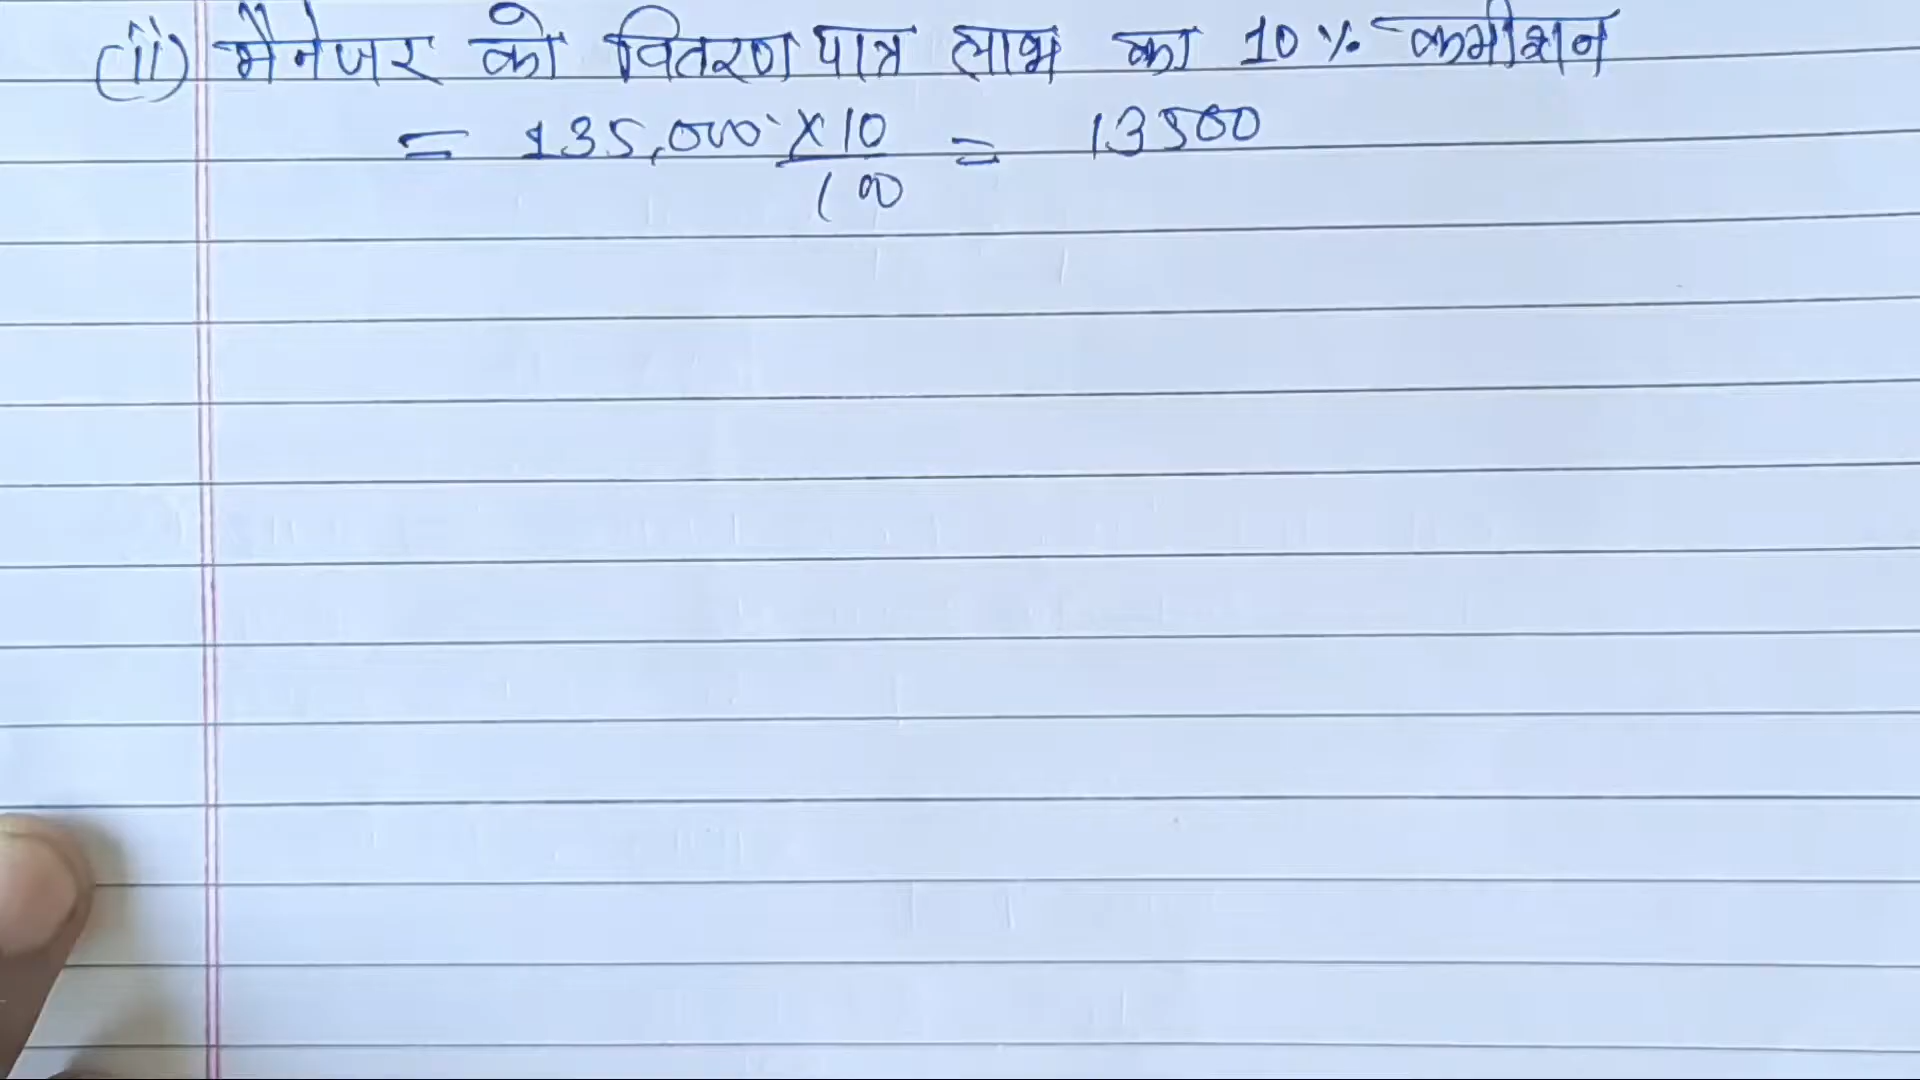 (ii) मैनेजर को वितरण पात्र लाभ का 10% कमीशन
= 135,000 × 10 / 100 = 13500